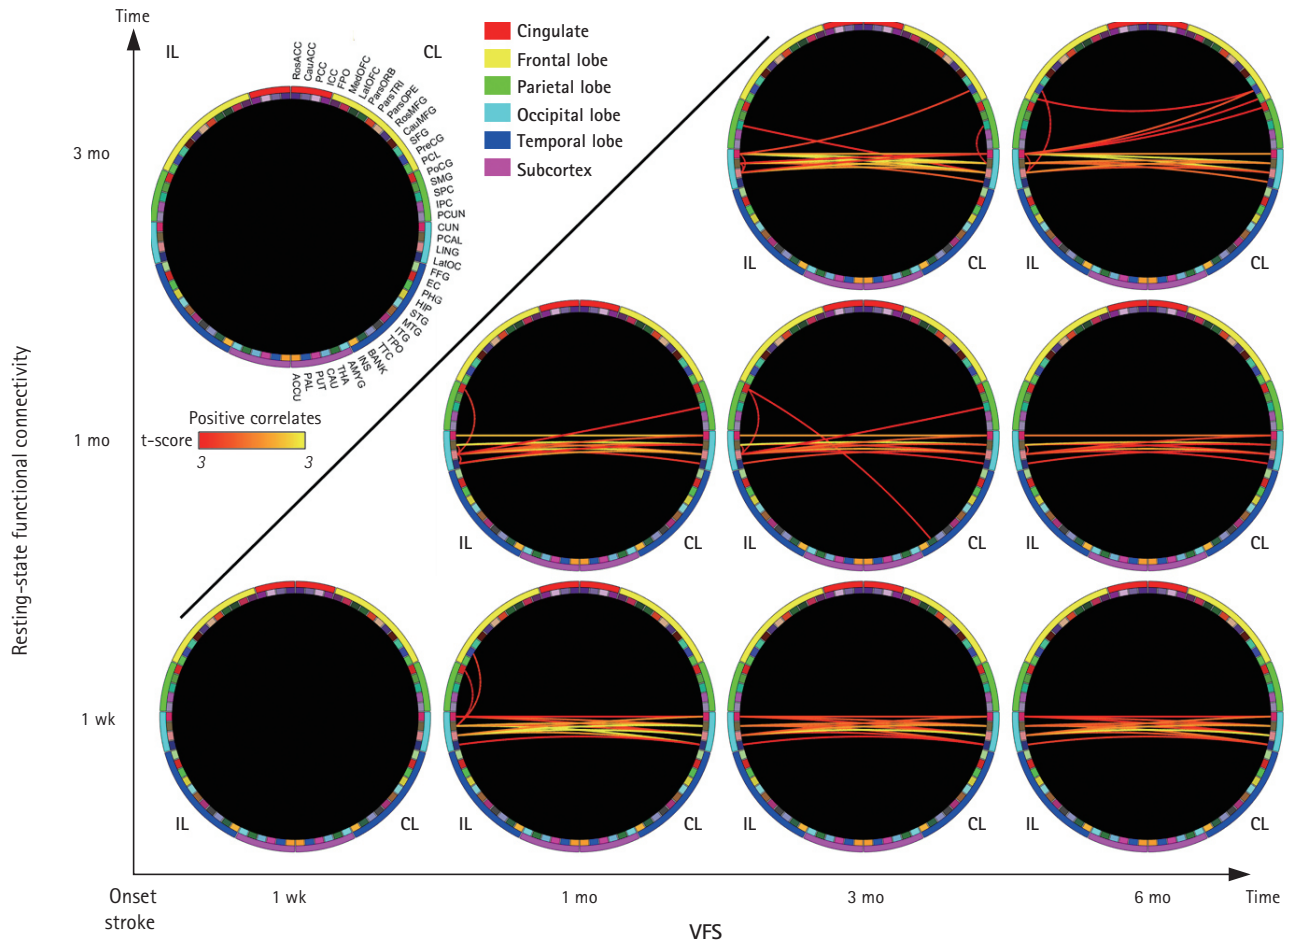 Time
IL
CL
RosACC
CauACC
PCC
ICC
FPO
MedOFC
LatOFC
ParsORB
ParsTRI
ParsOPE
RosMFG
CauMFG
SFG
PreCG
PCL
PoCG
SMG
SPC
IPC
PCUN
CUN
PCAL
LING
LatOC
FFG
EC
PHG
HIP
STG
MTG
ITG
TPO
TTC
BANK
INS
AMYG
THA
CAU
PUT
PAL
ACCU
Cingulate
Frontal lobe
Parietal lobe
Occipital lobe
Temporal lobe
Subcortex
3 mo
IL
CL
IL
CL
Resting-state functional connectivity
Positive correlates
t-score
3
3
1 mo
IL
CL
IL
CL
IL
CL
1 wk
IL
CL
IL
CL
IL
CL
IL
CL
Onset
stroke
1 wk
1 mo
3 mo
6 mo
Time
VFS